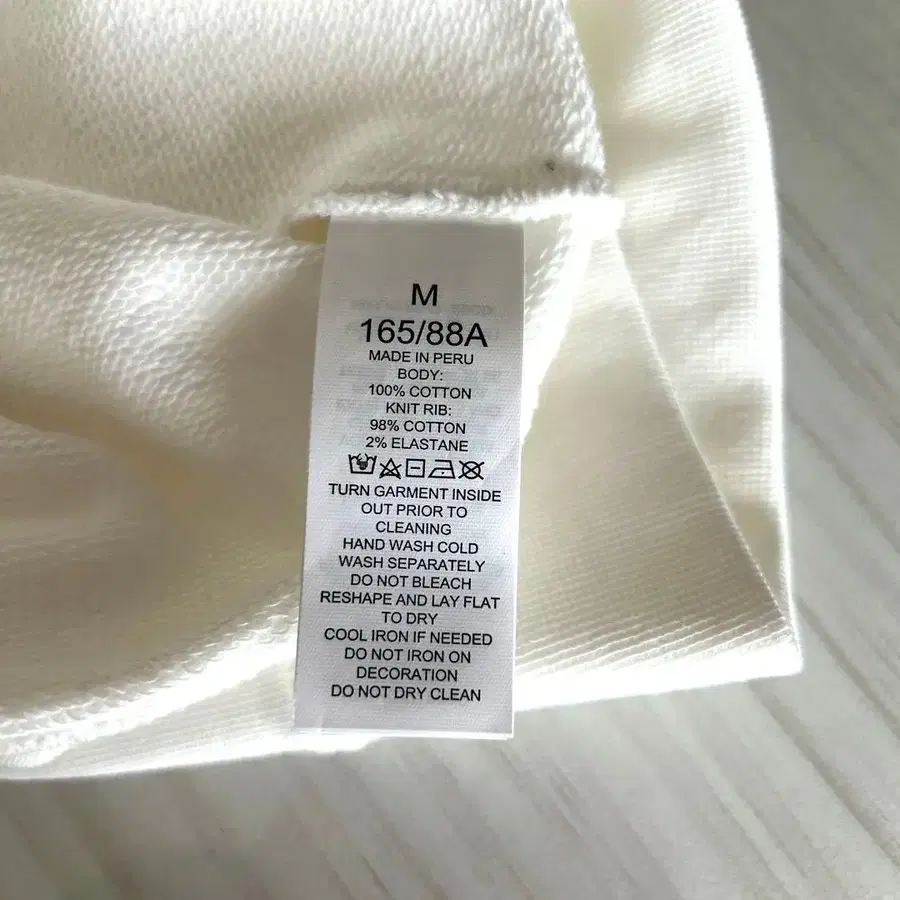 M
165/88A
MADE IN PERU
BODY:
100% COTTON
KNIT RIB:
98% COTTON
2% ELASTANE
TURN GARMENT INSIDE
OUT PRIOR TO
CLEANING
HAND WASH COLD
WASH SEPARATELY
DO NOT BLEACH
RESHAPE AND LAY FLAT
TO DRY
COOL IRON IF NEEDED
DO NOT IRON ON
DECORATION
DO NOT DRY CLEAN